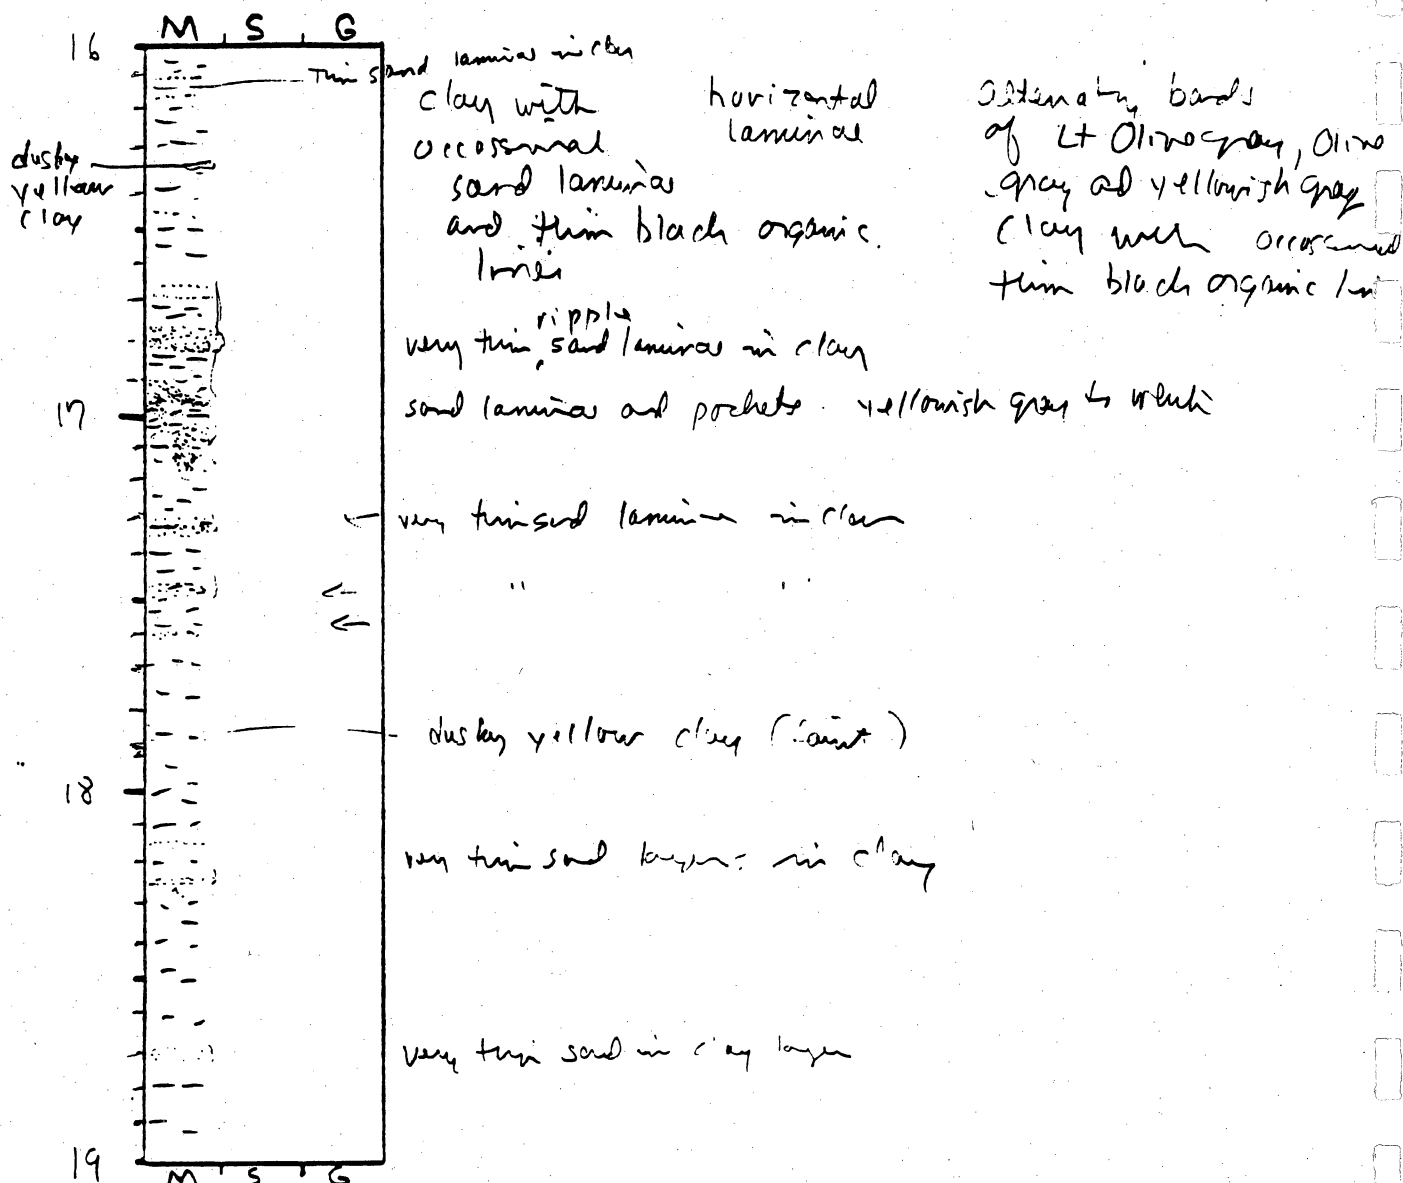 M S G
16
Thin sand laminae in clay
clay with horizontal alternating bands
occassional laminae of Lt Olive gray, Olive
dusky yellow clay
sand laminae gray and yellowish gray
and thin black organic clay with occassional
lines thin black organic
ripple
very thin sand laminae in clay
17
sand laminae and pockets yellowish gray to white
very thin sand laminae in clay
" "
dusky yellow clay (faint)
18
very thin sand layers in clay
very thin sand in clay layer
19
M S G